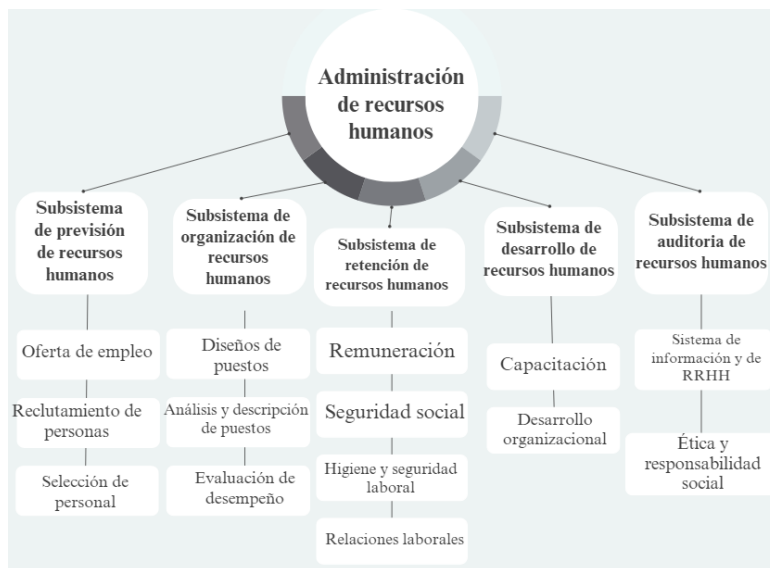 Administración
de recursos
humanos
Subsistema
de previsión
de recursos
humanos
Oferta de empleo
Reclutamiento de
personas
Selección de
personal
Subsistema de
organización de
recursos
humanos
Diseños de
puestos
Análisis y descripción
de puestos
Evaluación de
desempeño
Subsistema de
retención de
recursos humanos
Remuneración
Seguridad social
Higiene y seguridad
laboral
Relaciones laborales
Subsistema de
desarrollo de
recursos humanos
Capacitación
Desarrollo
organizacional
Subsistema de
auditoria de
recursos humanos
Sistema de
información y de
RRHH
Ética y
responsabilidad
social